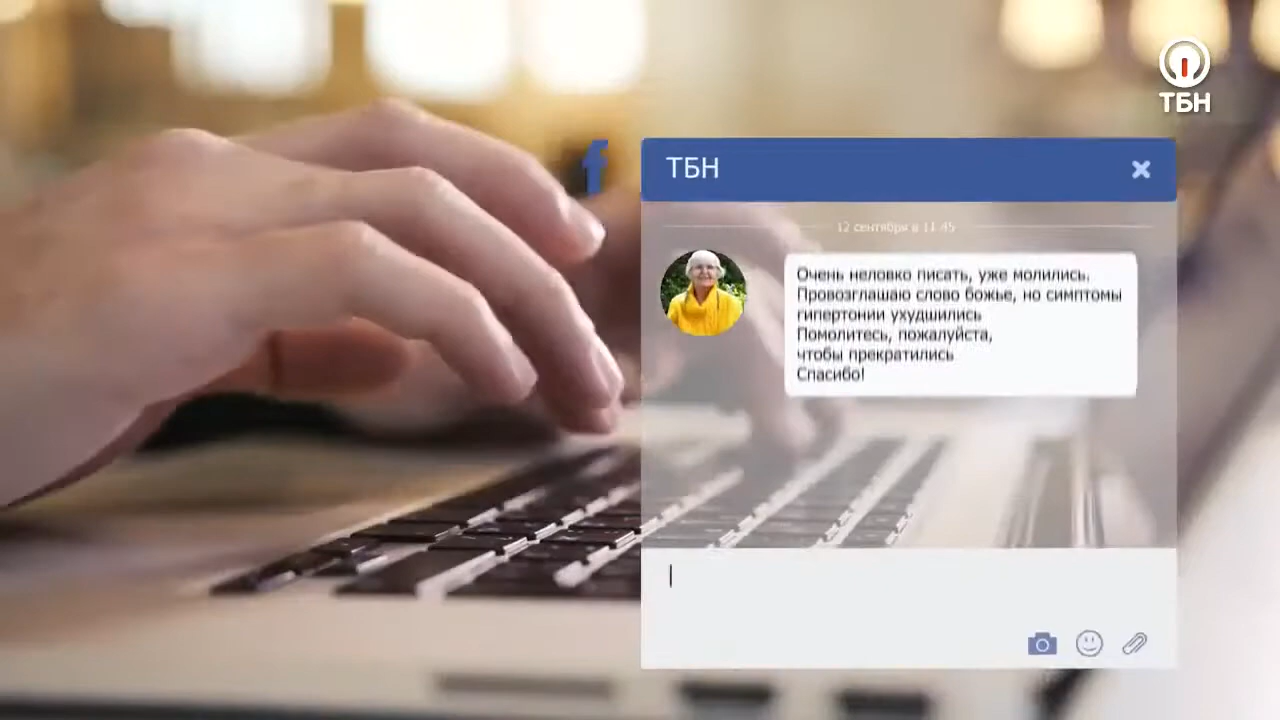 ТБН
f
ТБН
12 сентября в 11:45
Очень неловко писать, уже молились.
Провозглашаю слово божье, но симптомы
гипертонии ухудшились
Помолитесь, пожалуйста,
чтобы прекратились
Спасибо!